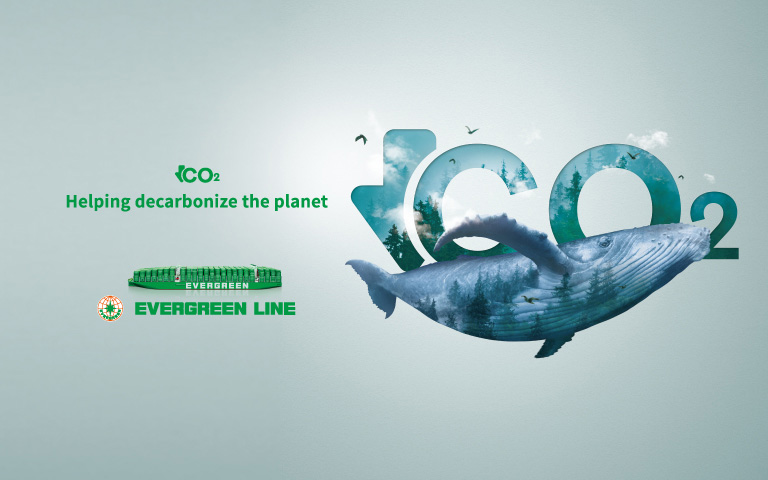 CO2
Helping decarbonize the planet
EVERGREEN
EVERGREEN LINE
CO2